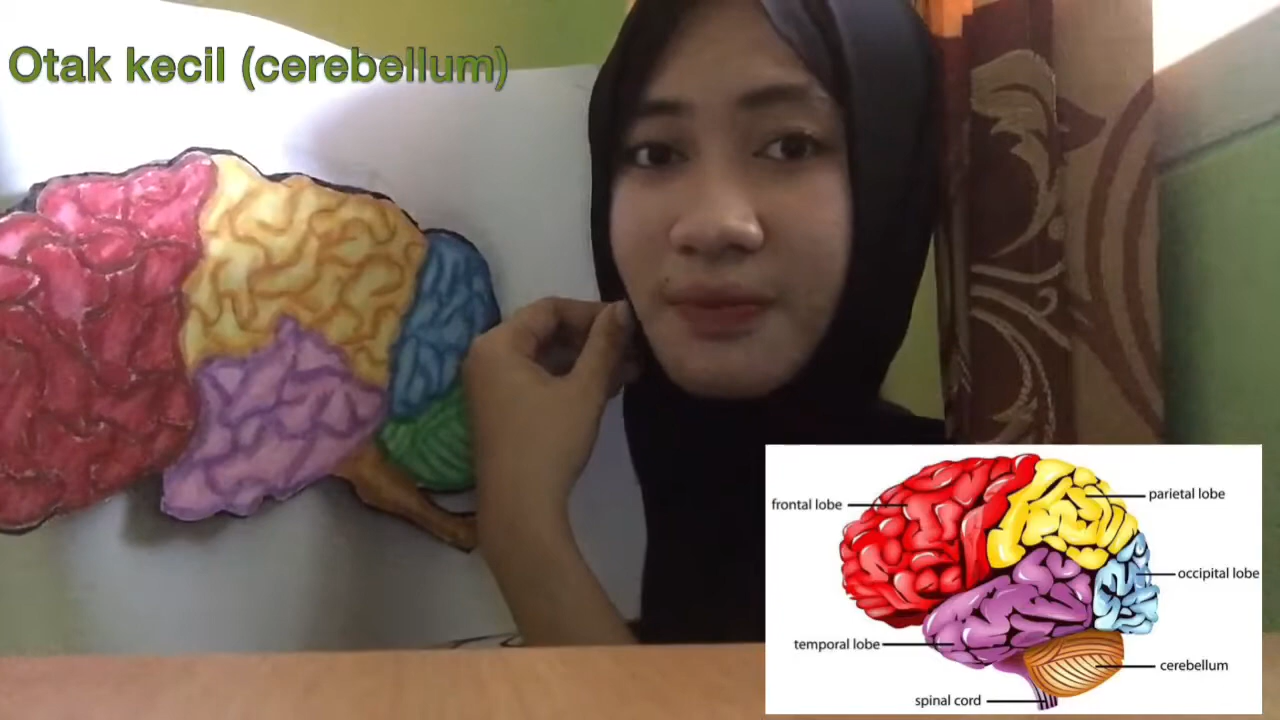 Otak kecil (cerebellum)
frontal lobe
parietal lobe
occipital lobe
temporal lobe
cerebellum
spinal cord